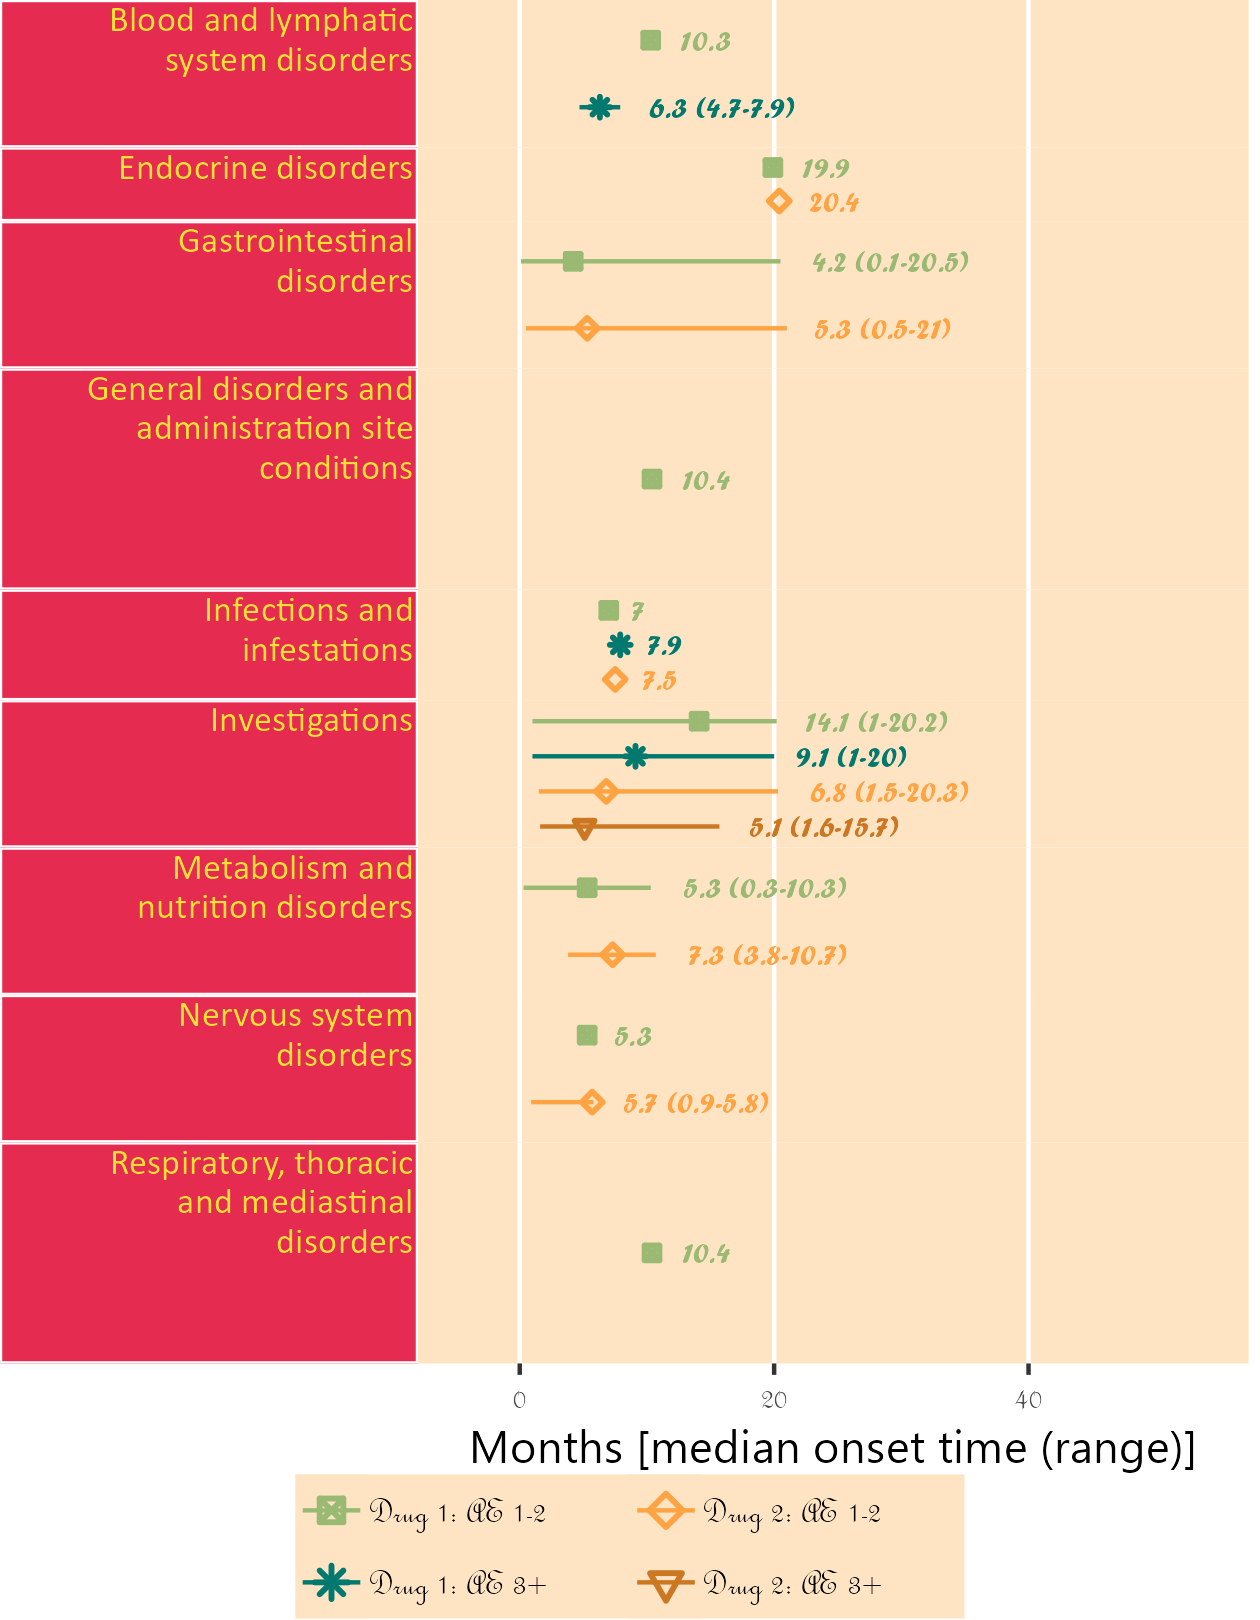 Blood and lymphatic
system disorders
10.3
6.3 (4.7-7.9)
Endocrine disorders
19.9
20.4
Gastrointestinal
disorders
4.2 (0.1-20.5)
5.3 (0.5-21)
General disorders and
administration site
conditions
10.4
Infections and
infestations
7
7.9
7.5
Investigations
14.1 (1-20.2)
9.1 (1-20)
6.8 (1.5-20.3)
5.1 (1.6-15.7)
Metabolism and
nutrition disorders
5.3 (0.3-10.3)
7.3 (3.8-10.7)
Nervous system
disorders
5.3
5.7 (0.9-5.8)
Respiratory, thoracic
and mediastinal
disorders
10.4
0 20 40
Months [median onset time (range)]
Drug 1: AE 1-2
Drug 2: AE 1-2
Drug 1: AE 3+
Drug 2: AE 3+